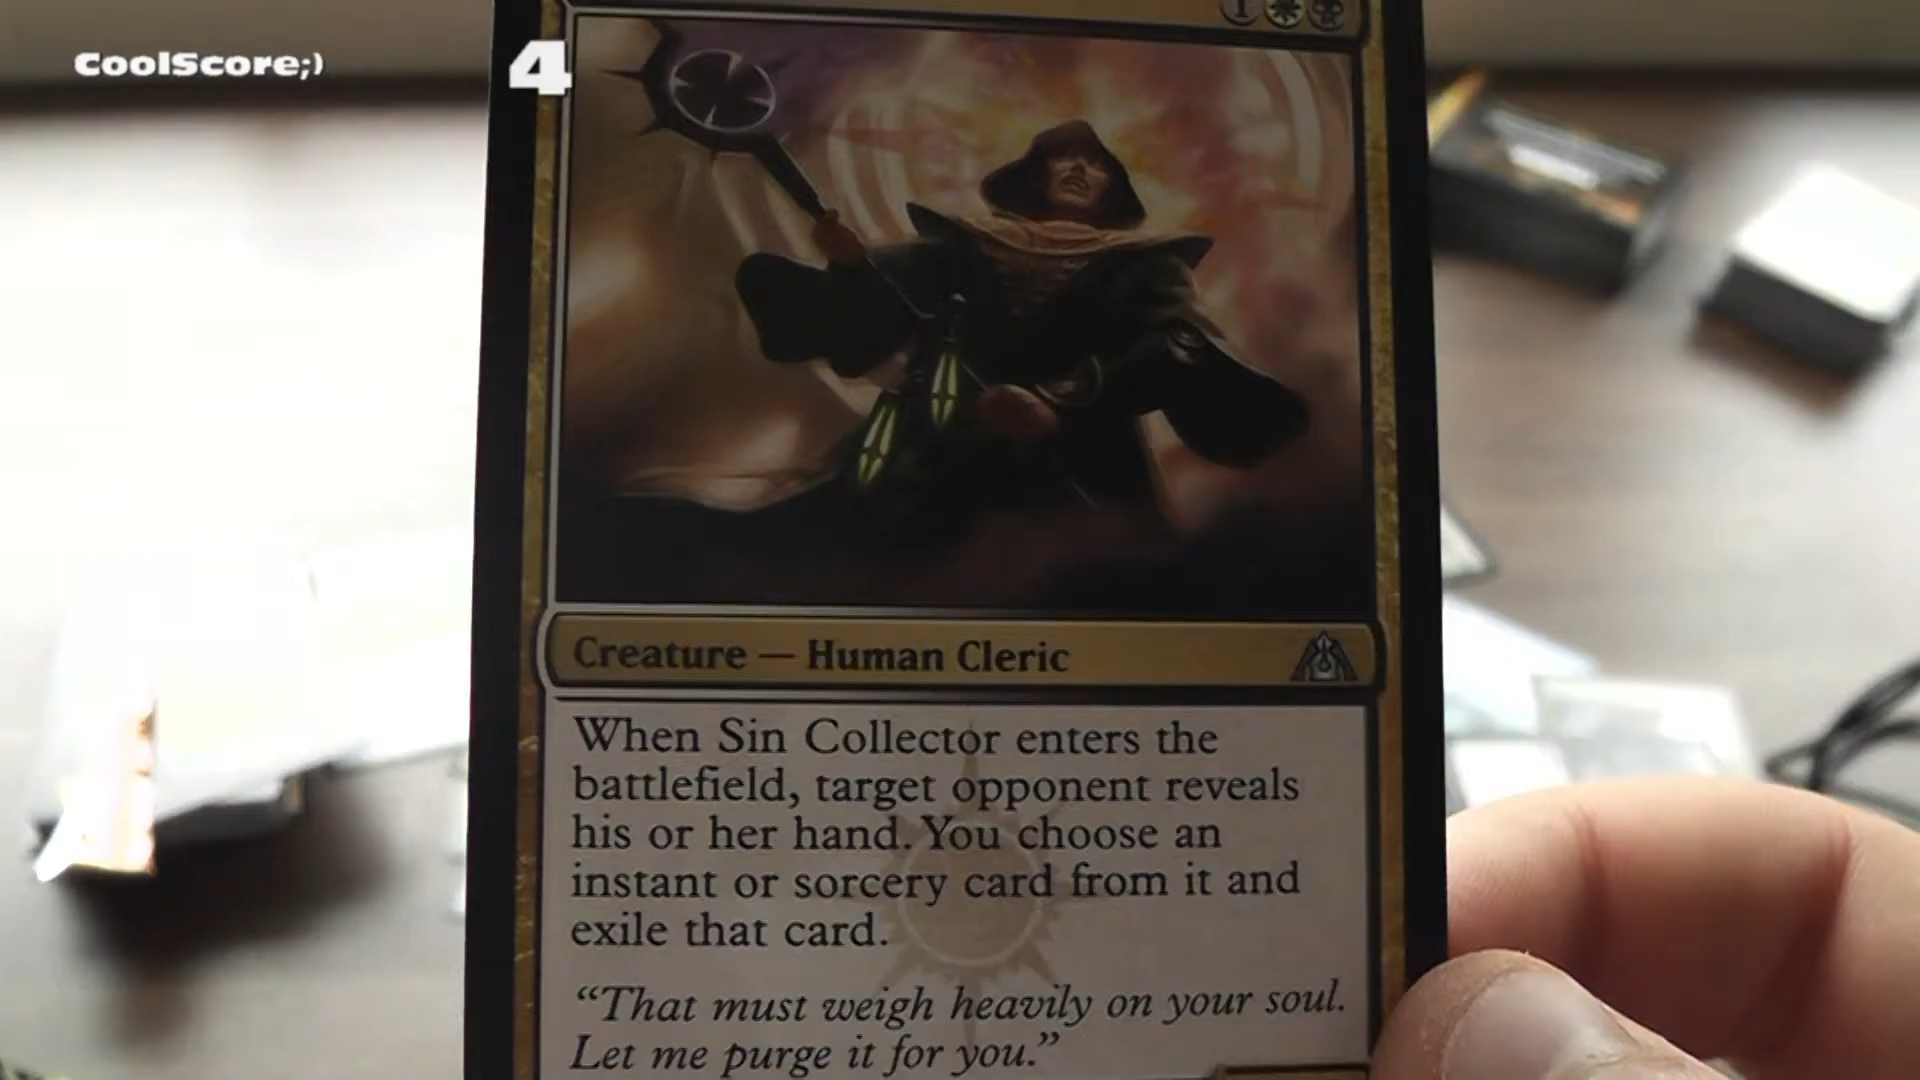 CoolScore;)
4
1
Creature — Human Cleric
When Sin Collector enters the
battlefield, target opponent reveals
his or her hand. You choose an
instant or sorcery card from it and
exile that card.
“That must weigh heavily on your soul.
Let me purge it for you.”